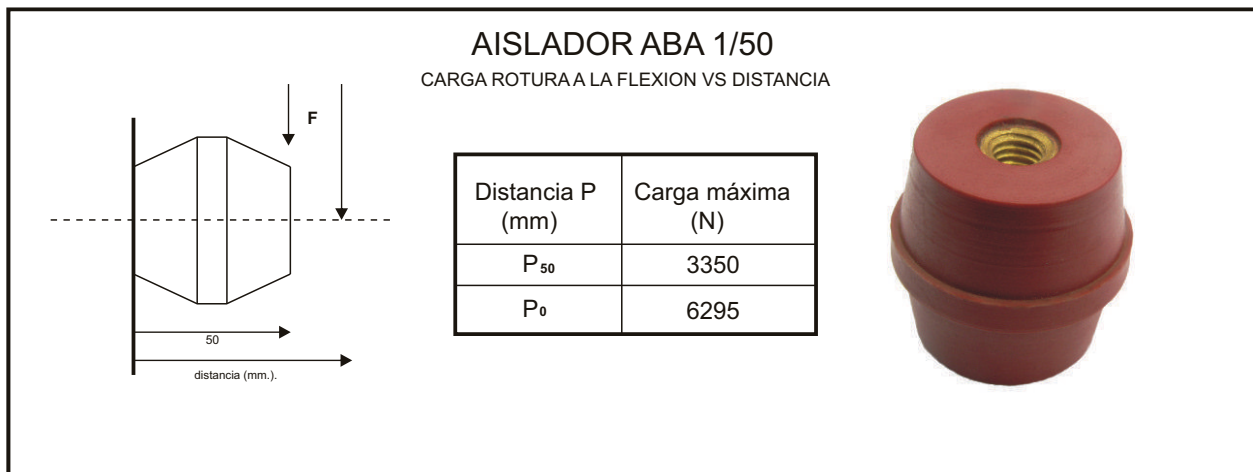 AISLADOR ABA 1/50
CARGA ROTURA A LA FLEXION VS DISTANCIA
F
50
distancia (mm.).
Distancia P (mm) Carga máxima (N)
P50 3350
P0 6295